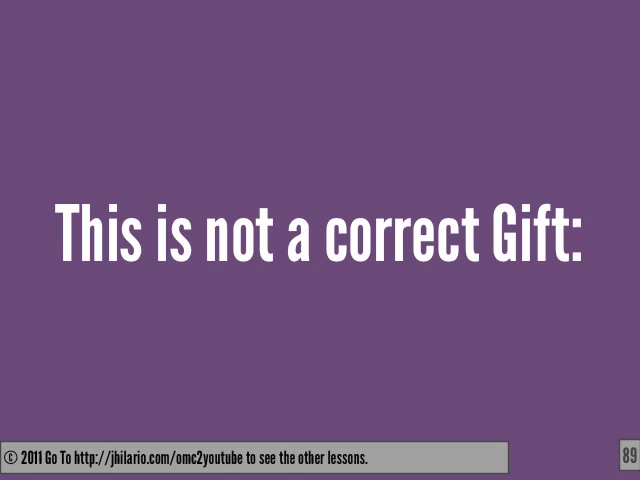 This is not a correct Gift:
© 2011 Go To http://jhilario.com/omc2youtube to see the other lessons.
89